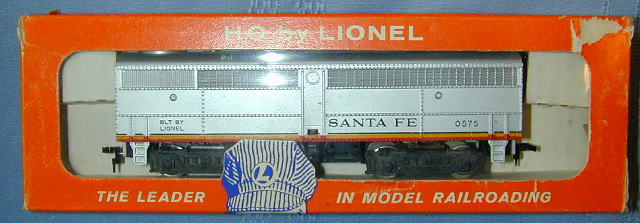 HO by LIONEL
BLT BY
LIONEL
SANTA FE
0575
L
THE LEADER IN MODEL RAILROADING